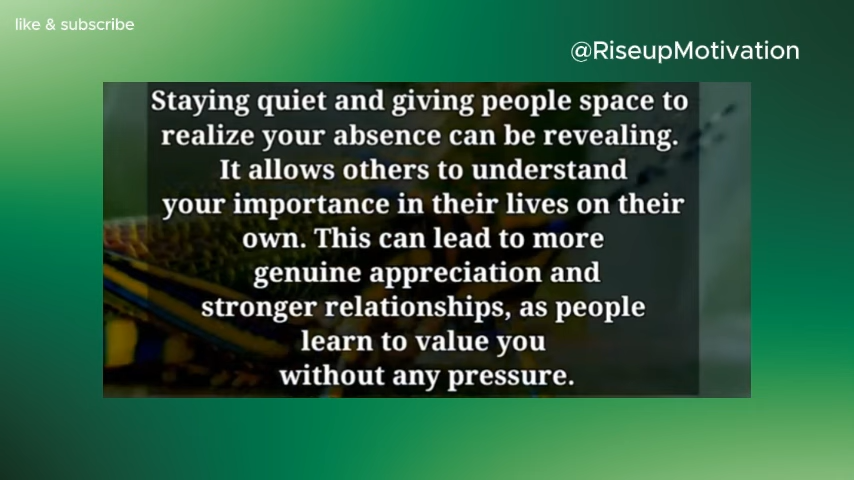 like & subscribe
@RiseupMotivation
Staying quiet and giving people space to
realize your absence can be revealing.
It allows others to understand
your importance in their lives on their
own. This can lead to more
genuine appreciation and
stronger relationships, as people
learn to value you
without any pressure.